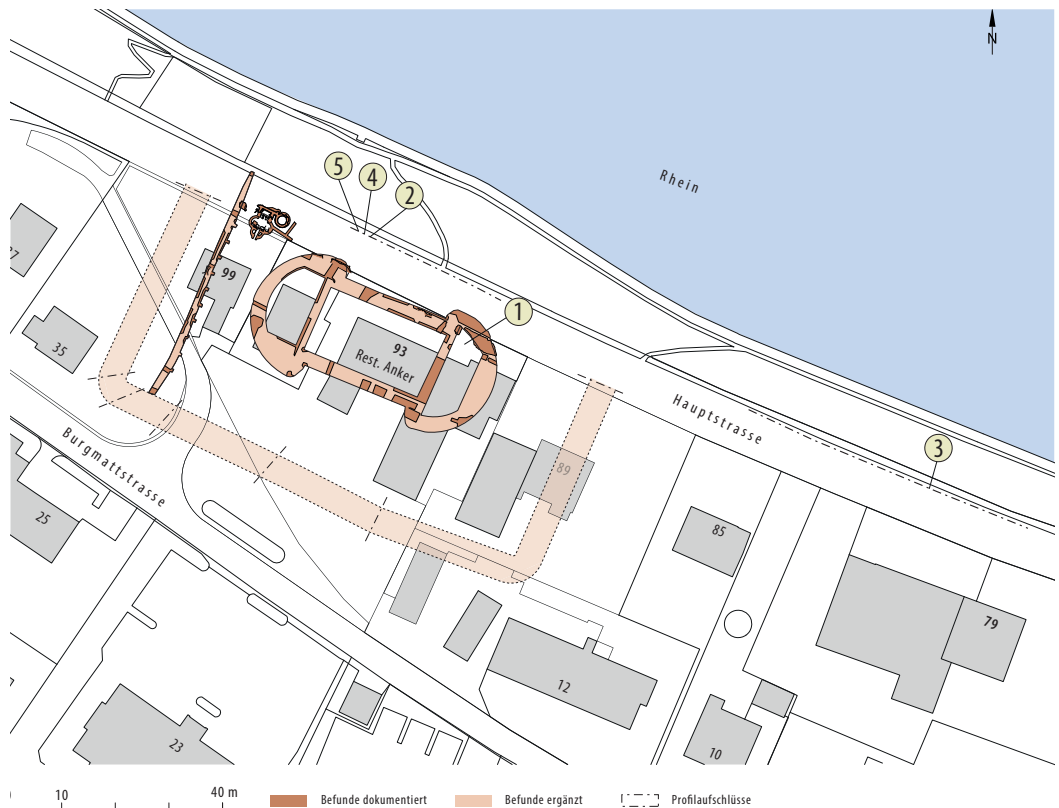 N
Rhein
5
4
2
99
1
27
93
Rest. Anker
35
Hauptstrasse
3
89
Burgmattstrasse
25
85
79
12
10
23
10
40 m
Befunde dokumentiert
Befunde ergänzt
Profilaufschlüsse